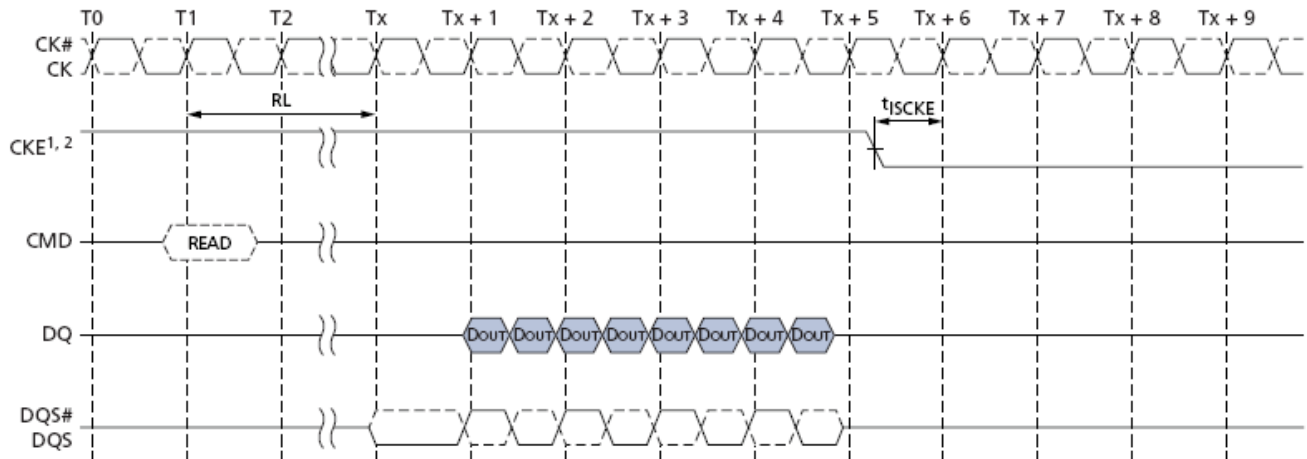 T0 T1 T2 Tx Tx + 1 Tx + 2 Tx + 3 Tx + 4 Tx + 5 Tx + 6 Tx + 7 Tx + 8 Tx + 9
CK#
CK
RL
tISCKE
CKE1, 2
CMD
READ
DQ
DOUT DOUT DOUT DOUT DOUT DOUT DOUT DOUT
DQS#
DQS